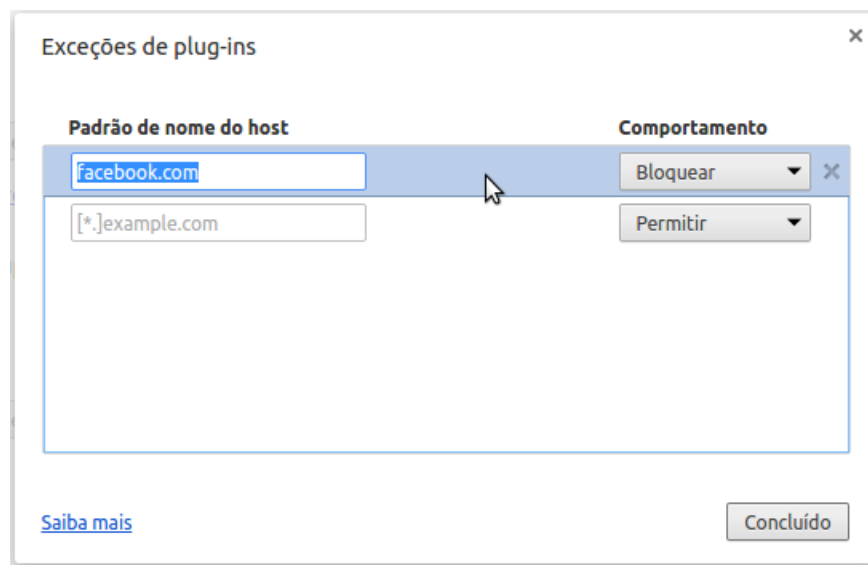 Exceções de plug-ins
Padrão de nome do host Comportamento
facebook.com Bloquear
[*.]example.com Permitir
Saiba mais Concluído